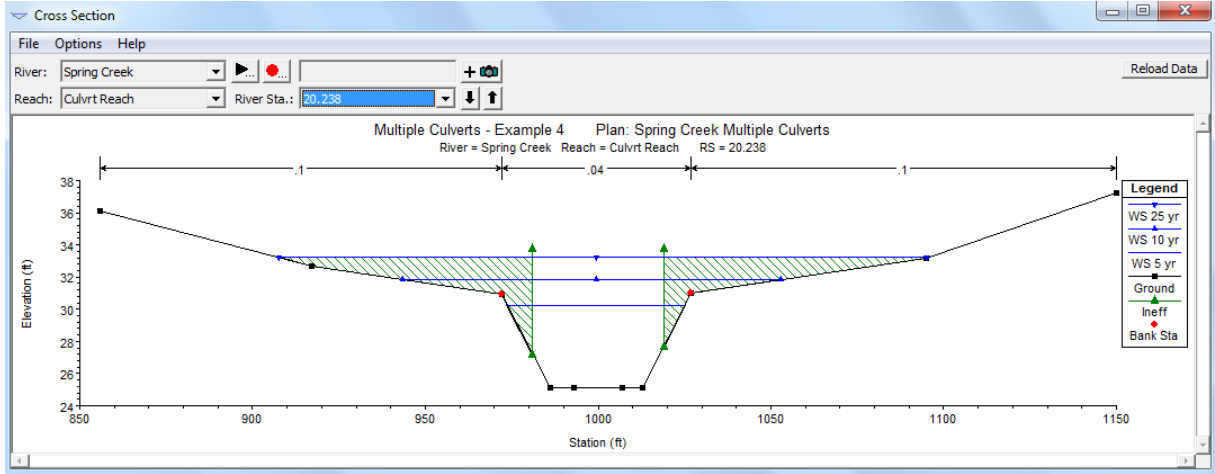 Cross Section
File Options Help
River: Spring Creek
Reload Data
Reach: Culvrt Reach River Sta.: 20.238
Multiple Culverts - Example 4 Plan: Spring Creek Multiple Culverts
River = Spring Creek Reach = Culvrt Reach RS = 20.238
.1 .04 .1
38
36
34
32
30
28
26
24
Elevation (ft)
850 900 950 1000 1050 1100 1150
Station (ft)
Legend
WS 25 yr
WS 10 yr
WS 5 yr
Ground
Ineff
Bank Sta